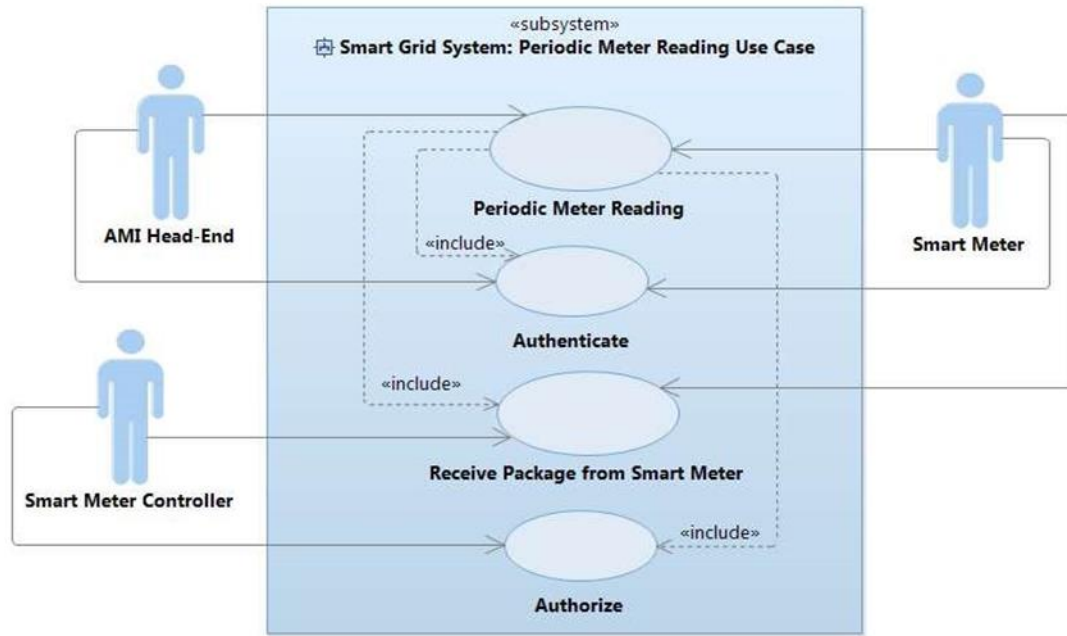 «subsystem»
Smart Grid System: Periodic Meter Reading Use Case
AMI Head-End
Periodic Meter Reading
Smart Meter
«include»
Authenticate
«include»
Receive Package from Smart Meter
Smart Meter Controller
«include»
Authorize